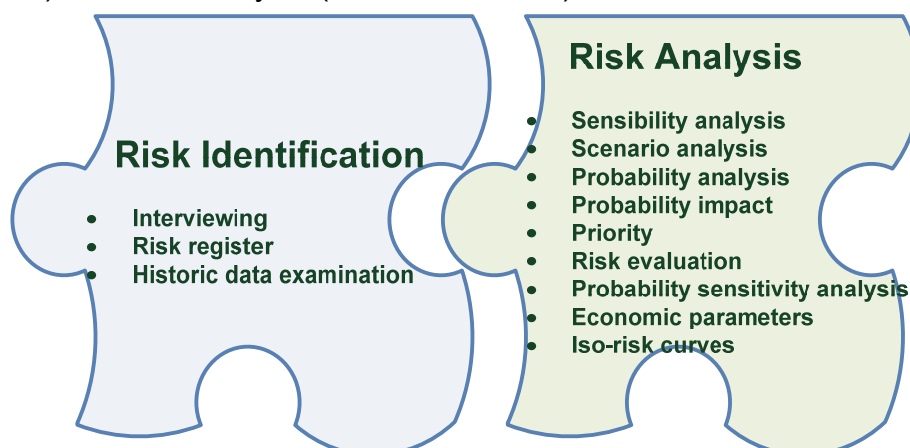 Risk Identification
• Interviewing
• Risk register
• Historic data examination
Risk Analysis
• Sensibility analysis
• Scenario analysis
• Probability analysis
• Probability impact
• Priority
• Risk evaluation
• Probability sensitivity analysis
• Economic parameters
• Iso-risk curves